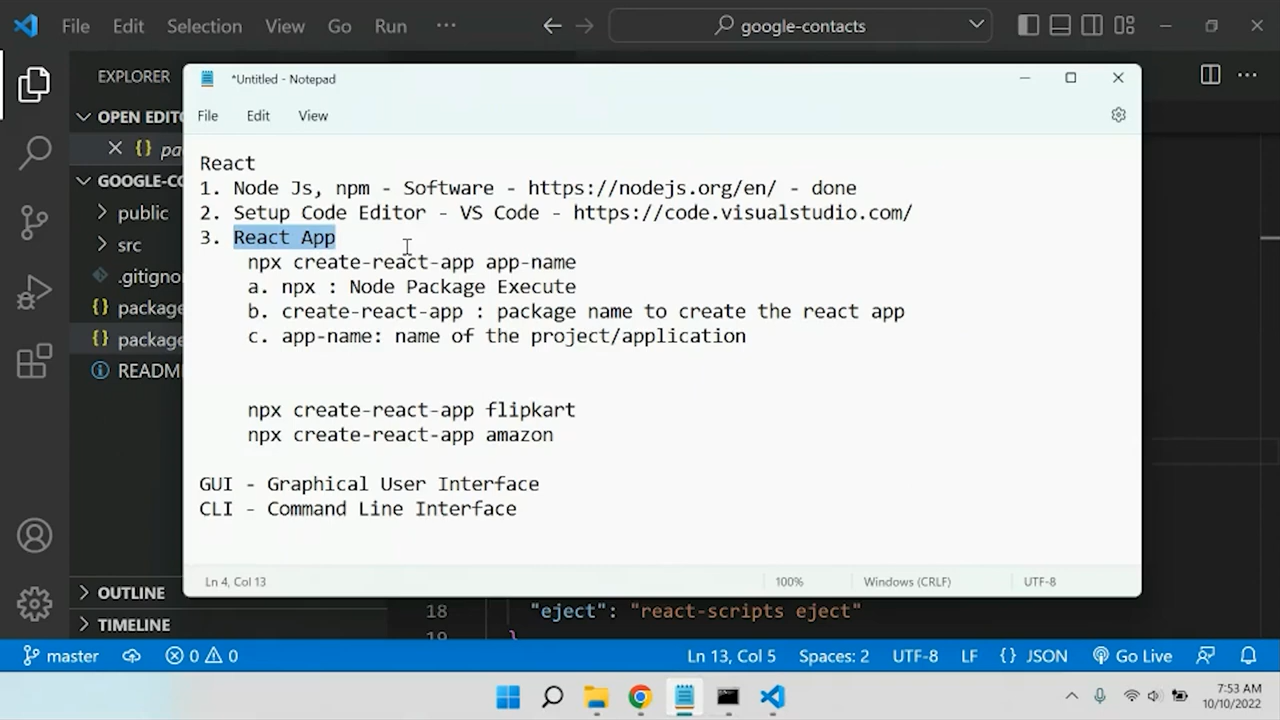 File Edit Selection View Go Run ··· google-contacts
EXPLORER
*Untitled - Notepad
OPEN EDITO
File Edit View
GOOGLE-CO
public
src
.gitignor
package
package
README
OUTLINE
TIMELINE
React
1. Node Js, npm - Software - https://nodejs.org/en/ - done
2. Setup Code Editor - VS Code - https://code.visualstudio.com/
3. React App
npx create-react-app app-name
a. npx : Node Package Execute
b. create-react-app : package name to create the react app
c. app-name: name of the project/application
npx create-react-app flipkart
npx create-react-app amazon
GUI - Graphical User Interface
CLI - Command Line Interface
Ln 4, Col 13 100% Windows (CRLF) UTF-8
18 "eject": "react-scripts eject"
19 }
master 0 0 Ln 13, Col 5 Spaces: 2 UTF-8 LF {} JSON Go Live
7:53 AM
10/10/2022